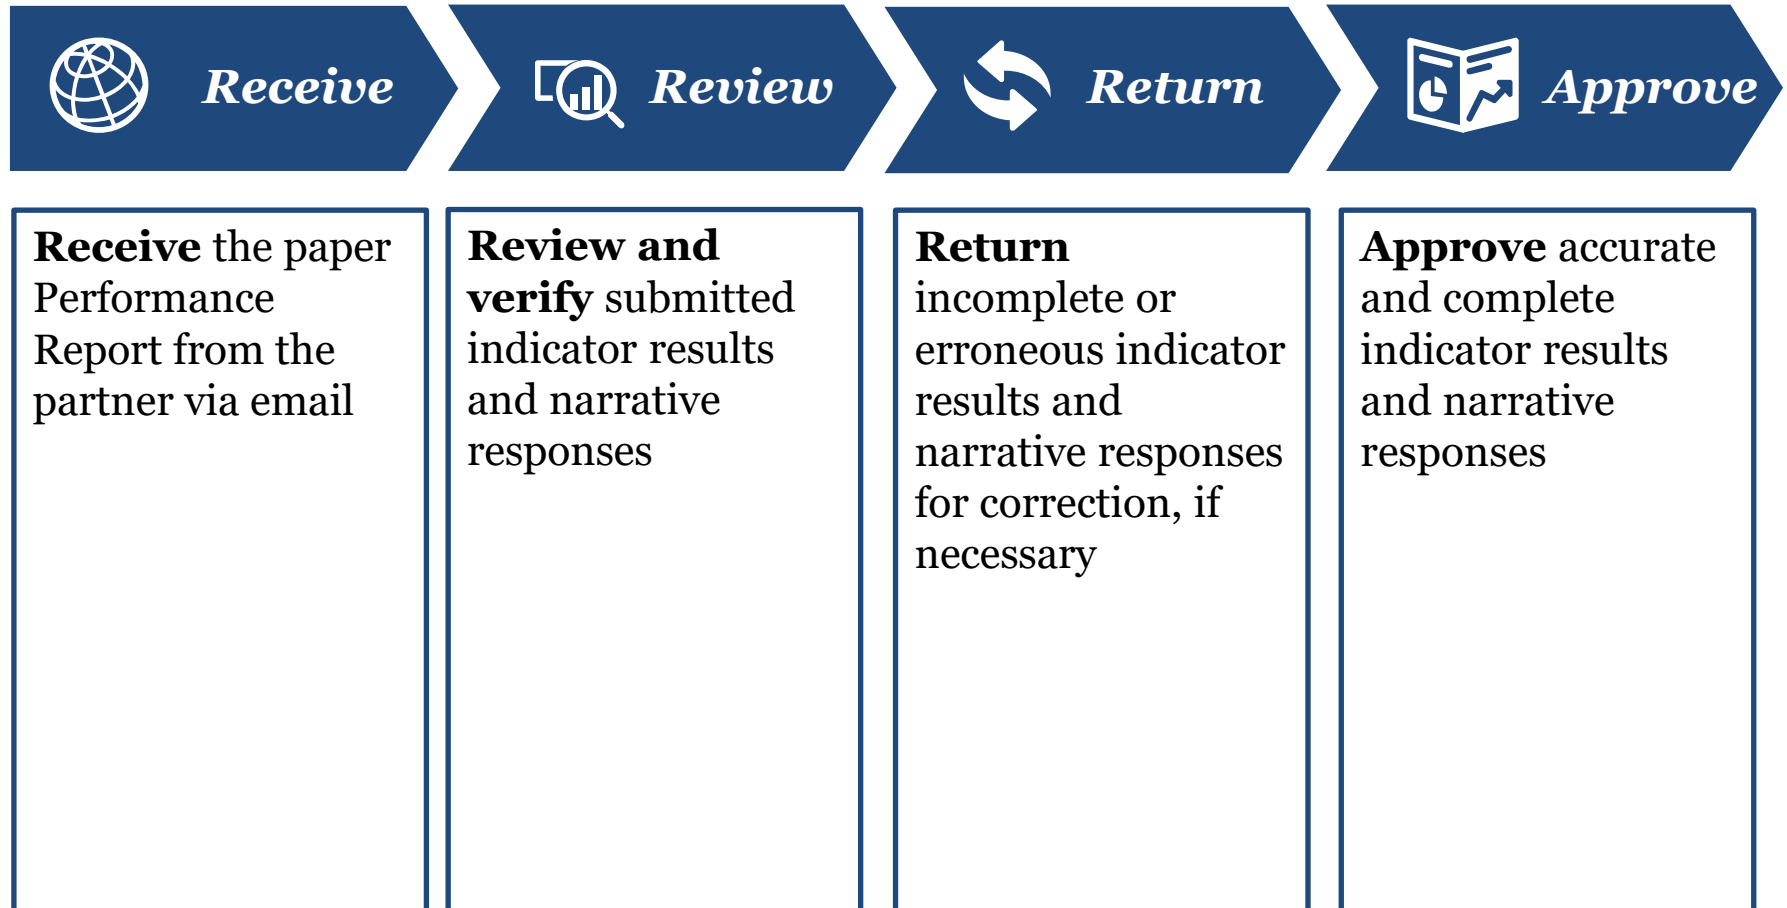 Receive
Review
Return
Approve
Receive the paper
Performance
Report from the
partner via email
Review and
verify submitted
indicator results
and narrative
responses
Return
incomplete or
erroneous indicator
results and
narrative responses
for correction, if
necessary
Approve accurate
and complete
indicator results
and narrative
responses